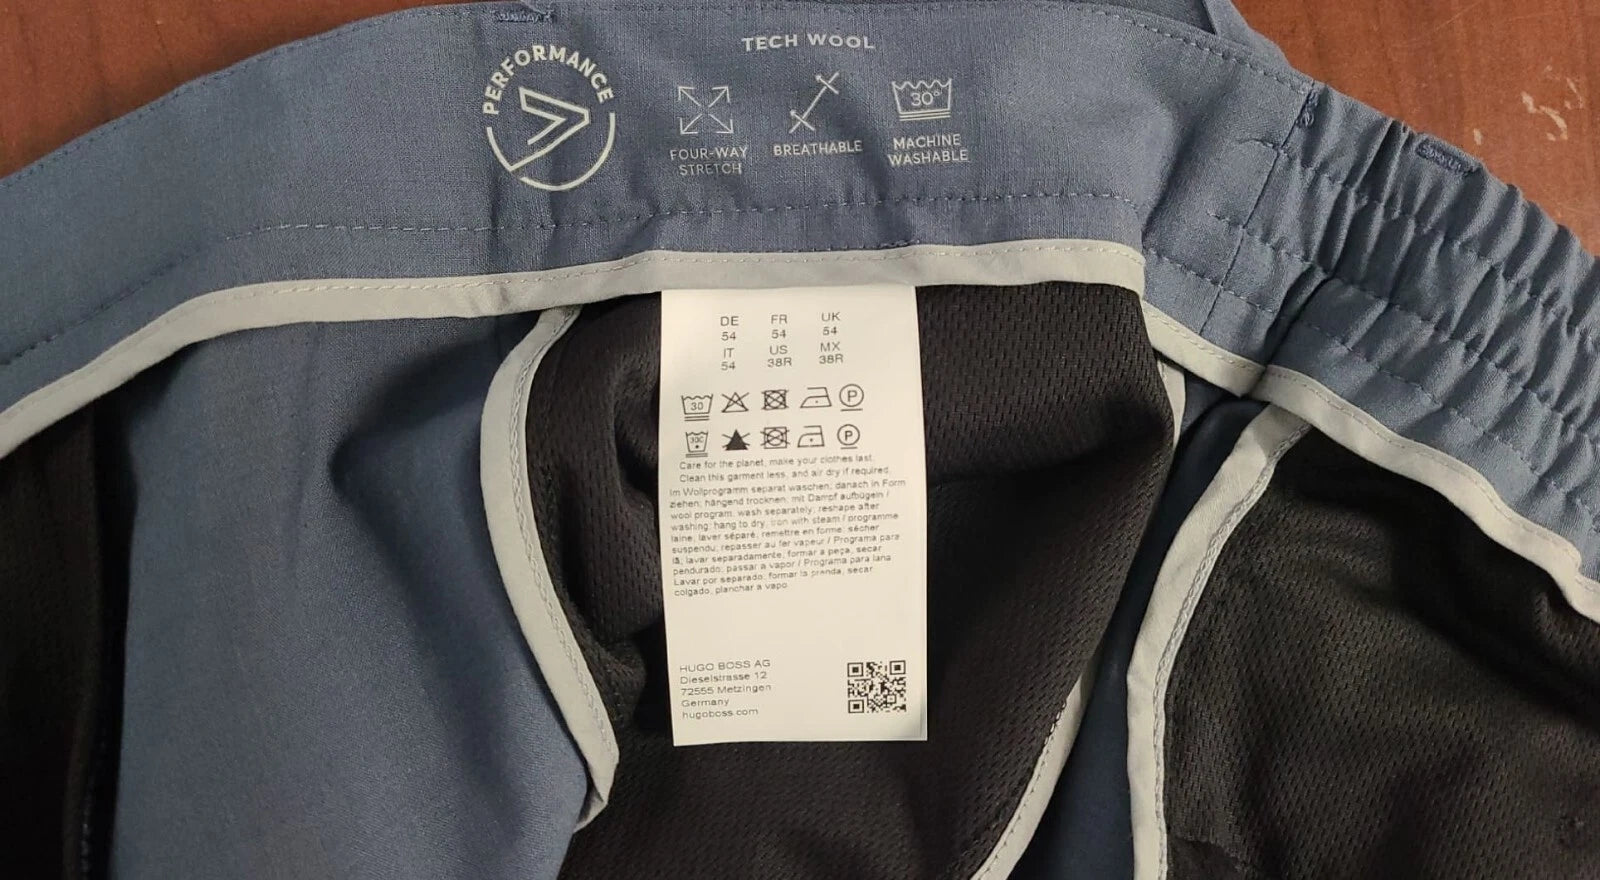 PERFORMANCE
TECH WOOL
FOUR-WAY
STRETCH
BREATHABLE
30°
MACHINE
WASHABLE
DE FR UK
54 54 54
IT US MX
54 38R 38R
30 P
30C P
Care for the planet, make your clothes last.
Clean this garment less, and air dry if required.
Im Wollprogramm separat waschen; danach in Form
ziehen; hängend trocknen, mit Dampf aufbügeln /
wool program, wash separately; reshape after
washing; hang to dry, iron with steam / programme
laine, laver séparé, remettre en forme, sécher
suspendu; repasser au fer vapeur / Programa para
lã; lavar separadamente, formar a peça, secar
pendurado; passar a vapor / Programa para lana
Lavar por separado; formar la prenda, secar
colgado, planchar a vapo
HUGO BOSS AG
Dieselstrasse 12
72555 Metzingen
Germany
hugoboss.com